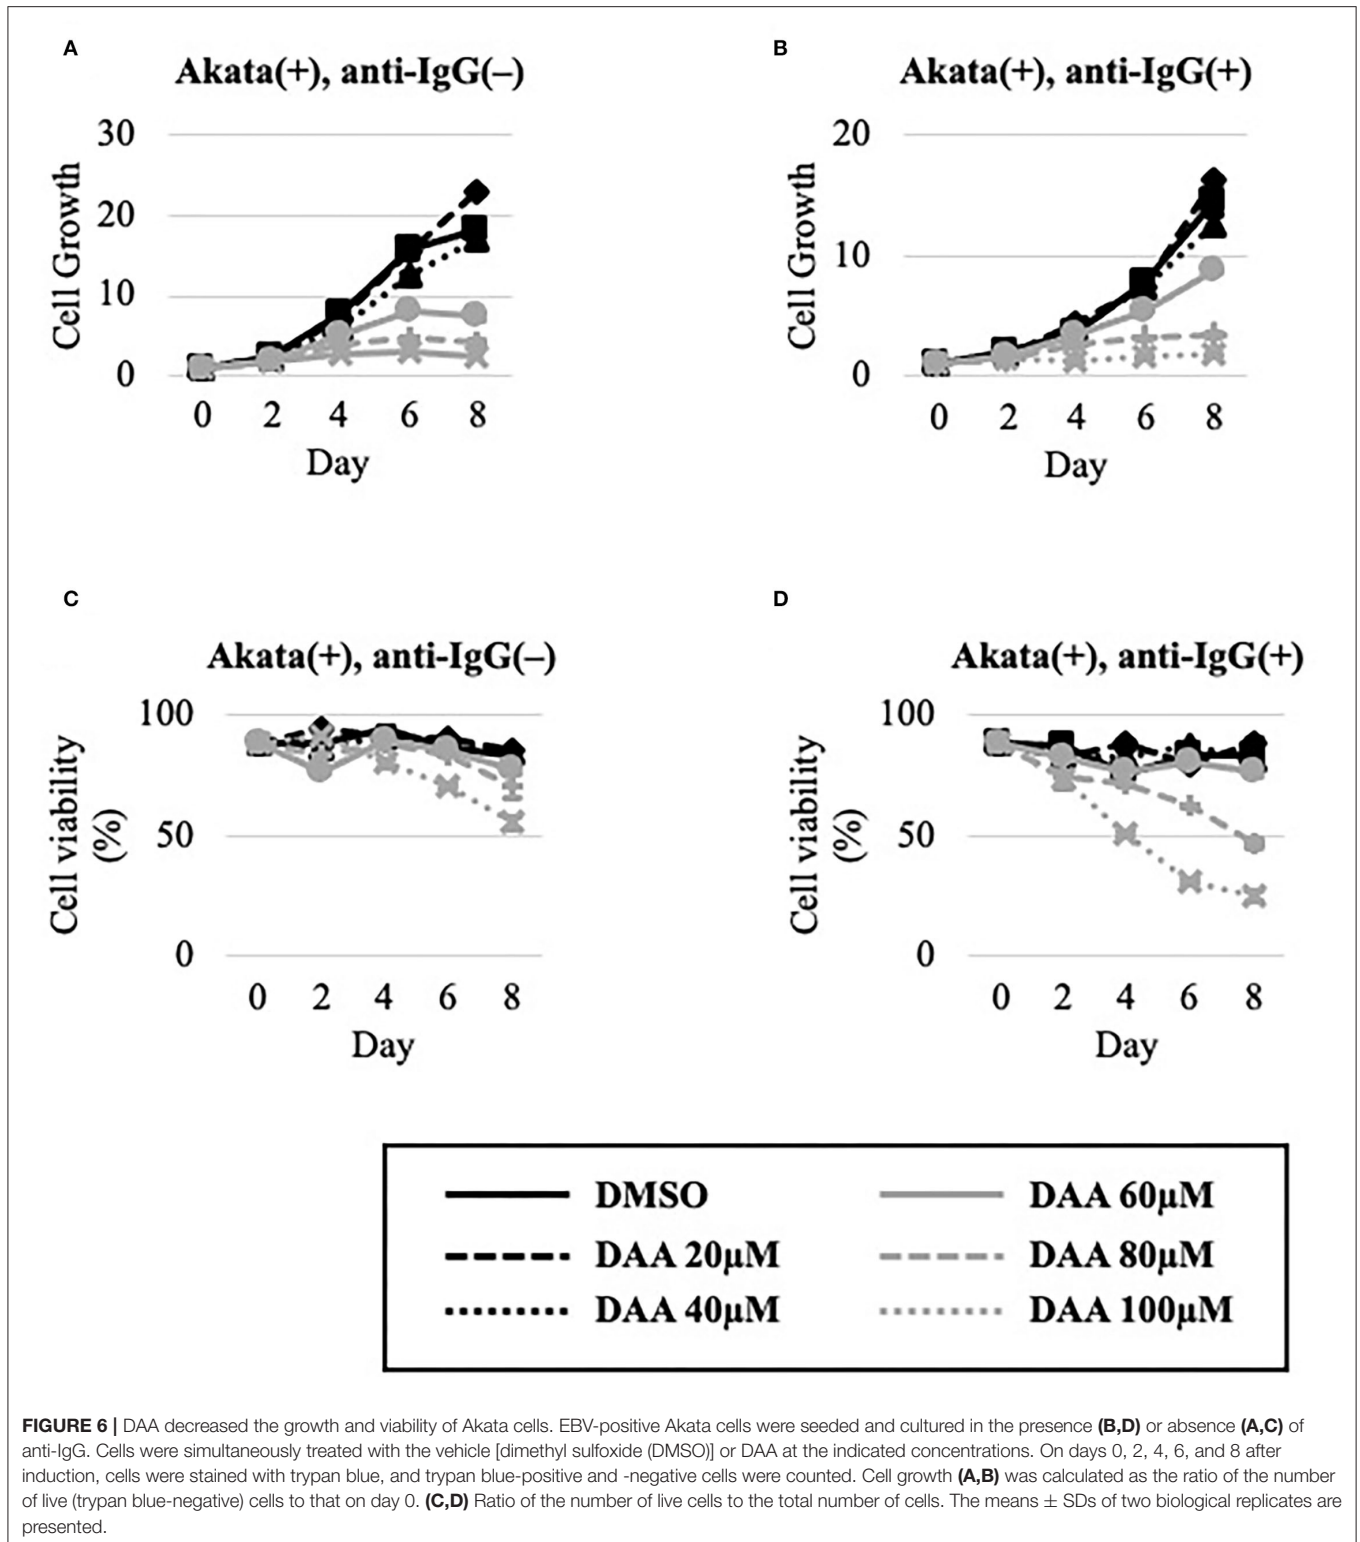 A
Akata(+), anti-IgG(–)
30
20
10
0
Cell Growth
0 2 4 6 8
Day
B
Akata(+), anti-IgG(+)
20
10
0
Cell Growth
0 2 4 6 8
Day
C
Akata(+), anti-IgG(–)
100
50
0
Cell viability
(%)
0 2 4 6 8
Day
D
Akata(+), anti-IgG(+)
100
50
0
Cell viability
(%)
0 2 4 6 8
Day
DMSO
DAA 20μM
DAA 40μM
DAA 60μM
DAA 80μM
DAA 100μM
FIGURE 6 | DAA decreased the growth and viability of Akata cells. EBV-positive Akata cells were seeded and cultured in the presence (B,D) or absence (A,C) of
anti-IgG. Cells were simultaneously treated with the vehicle [dimethyl sulfoxide (DMSO)] or DAA at the indicated concentrations. On days 0, 2, 4, 6, and 8 after
induction, cells were stained with trypan blue, and trypan blue-positive and -negative cells were counted. Cell growth (A,B) was calculated as the ratio of the number
of live (trypan blue-negative) cells to that on day 0. (C,D) Ratio of the number of live cells to the total number of cells. The means ± SDs of two biological replicates are
presented.